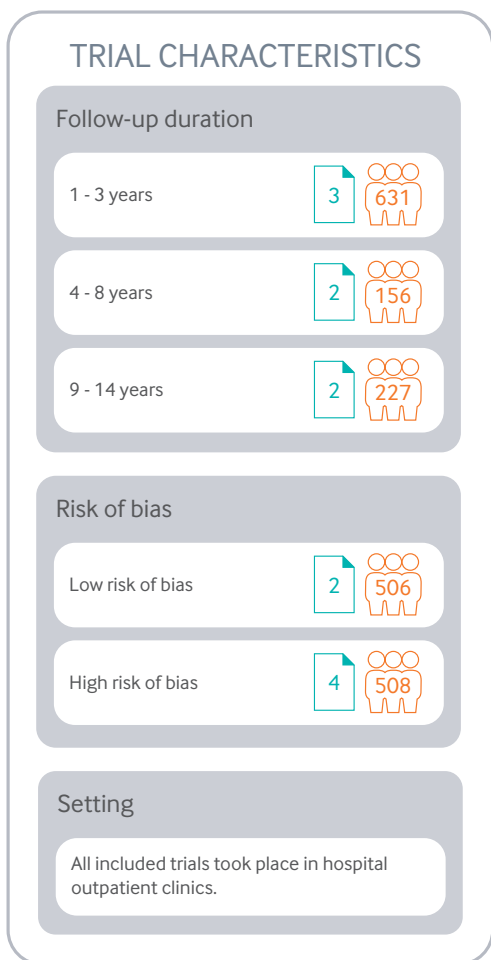 TRIAL CHARACTERISTICS
Follow-up duration
1 - 3 years 3 631
4 - 8 years 2 156
9 - 14 years 2 227
Risk of bias
Low risk of bias 2 506
High risk of bias 4 508
Setting
All included trials took place in hospital
outpatient clinics.